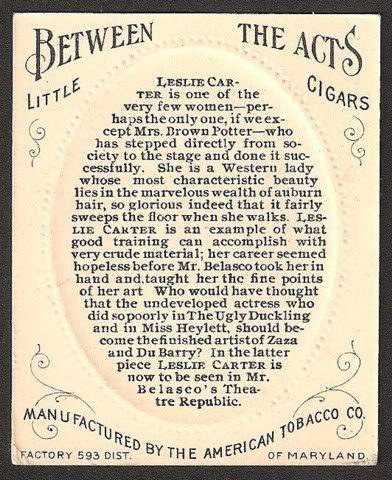 BETWEEN THE ACTS
LITTLE CIGARS
LESLIE CAR-
TER is one of the
very few women—per-
haps the only one, if we ex-
cept Mrs. Brown Potter—who
has stepped directly from so-
ciety to the stage and done it suc-
cessfully. She is a Western lady
whose most characteristic beauty
lies in the marvelous wealth of auburn
hair, so glorious indeed that it fairly
sweeps the floor when she walks. LES-
LIE CARTER is an example of what
good training can accomplish with
very crude material; her career seemed
hopeless before Mr. Belasco took her in
hand and taught her the fine points
of her art Who would have thought
that the undeveloped actress who
did so poorly in The Ugly Duckling
and in Miss Heylett, should be-
come the finished artist of Zaza
and Du Barry? In the latter
piece LESLIE CARTER is
now to be seen in Mr.
Belasco's Thea-
tre Republic.
MANUFACTURED BY THE AMERICAN TOBACCO CO.
FACTORY 593 DIST. OF MARYLAND